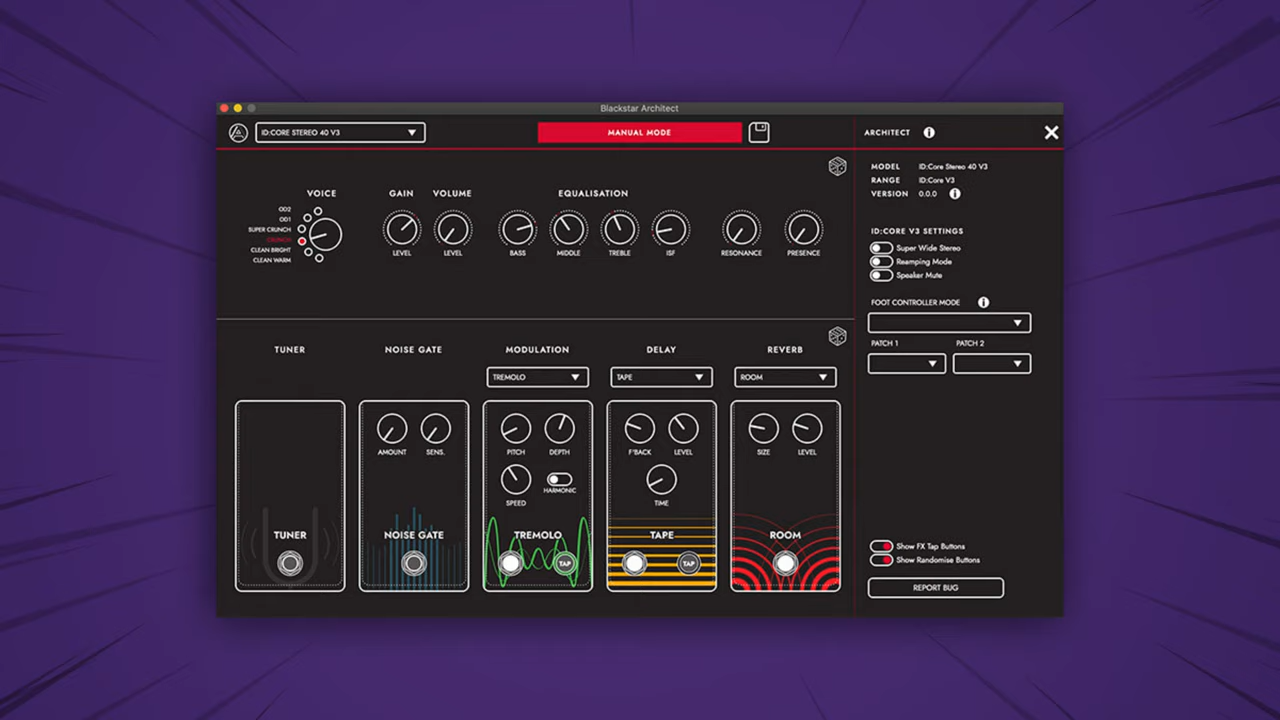 Blackstar Architect
ID:CORE STEREO 40 V3
MANUAL MODE
ARCHITECT
VOICE
OD2
OD1
SUPER CRUNCH
CRUNCH
CLEAN BRIGHT
CLEAN WARM
GAIN
VOLUME
EQUALISATION
LEVEL
LEVEL
BASS
MIDDLE
TREBLE
ISF
RESONANCE
PRESENCE
MODEL ID:Core Stereo 40 V3
RANGE ID:Core V3
VERSION 0.0.0
ID:CORE V3 SETTINGS
Super Wide Stereo
Reamping Mode
Speaker Mute
FOOT CONTROLLER MODE
PATCH 1
PATCH 2
TUNER
NOISE GATE
MODULATION
DELAY
REVERB
TREMOLO
TAPE
ROOM
TUNER
AMOUNT
SENS.
NOISE GATE
PITCH
DEPTH
SPEED
HARMONIC
TREMOLO
TAP
F'BACK
LEVEL
TIME
TAPE
TAP
SIZE
LEVEL
ROOM
Show FX Tap Buttons
Show Randomise Buttons
REPORT BUG